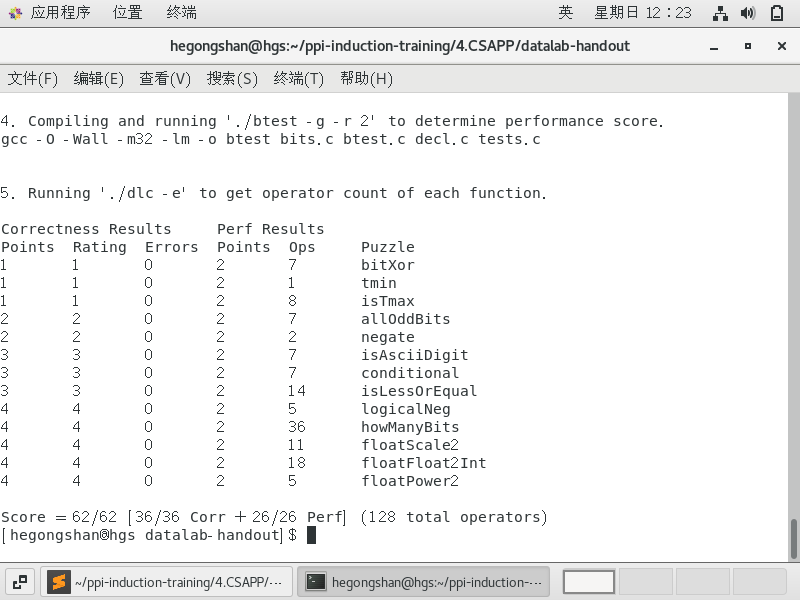 应用程序 位置 终端 英 星期日 12：23
hegongshan@hgs:~/ppi-induction-training/4.CSAPP/datalab-handout
文件(F) 编辑(E) 查看(V) 搜索(S) 终端(T) 帮助(H)
4. Compiling and running './btest -g -r 2' to determine performance score.
gcc -O -Wall -m32 -lm -o btest bits.c btest.c decl.c tests.c
5. Running './dlc -e' to get operator count of each function.
Correctness Results Perf Results
Points Rating Errors Points Ops Puzzle
1 1 0 2 7 bitXor
1 1 0 2 1 tmin
1 1 0 2 8 isTmax
2 2 0 2 7 allOddBits
2 2 0 2 2 negate
3 3 0 2 7 isAsciiDigit
3 3 0 2 7 conditional
3 3 0 2 14 isLessOrEqual
4 4 0 2 5 logicalNeg
4 4 0 2 36 howManyBits
4 4 0 2 11 floatScale2
4 4 0 2 18 floatFloat2Int
4 4 0 2 5 floatPower2
Score = 62/62 [36/36 Corr + 26/26 Perf] (128 total operators)
[hegongshan@hgs datalab-handout]$
~/ppi-induction-training/4.CSAPP/··· hegongshan@hgs:~/ppi-induction-···